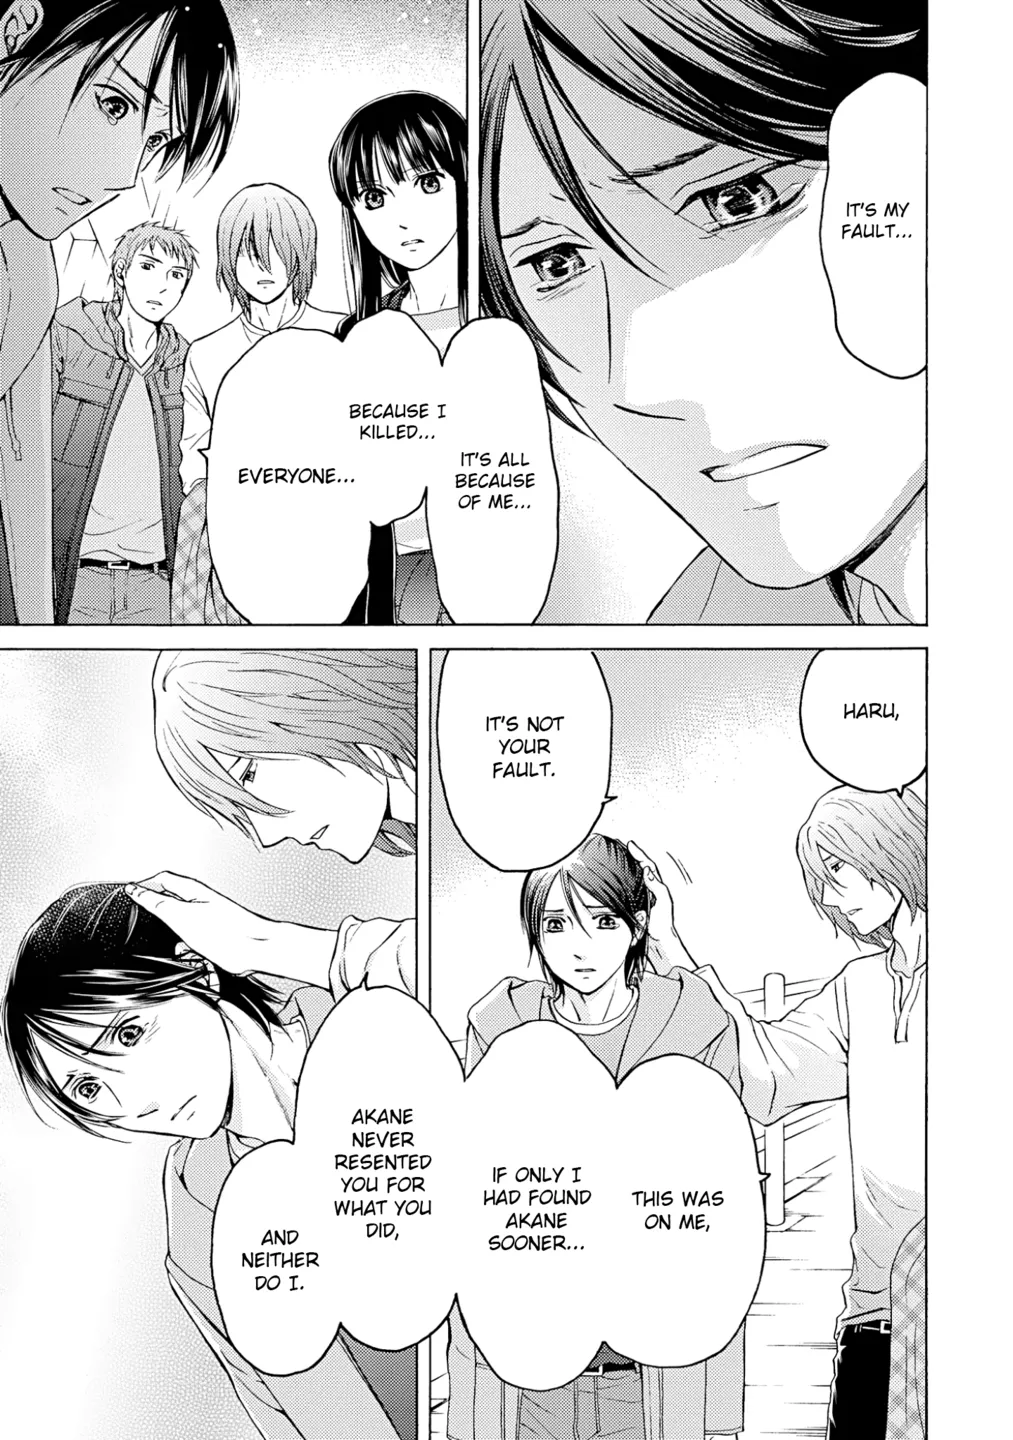 IT'S MY
FAULT...
IT'S ALL
BECAUSE
OF ME...
BECAUSE I
KILLED...
EVERYONE...
HARU,
IT'S NOT
YOUR
FAULT.
THIS WAS
ON ME,
IF ONLY I
HAD FOUND
AKANE
SOONER...
AKANE
NEVER
RESENTED
YOU FOR
WHAT YOU
DID,
AND
NEITHER
DO I.